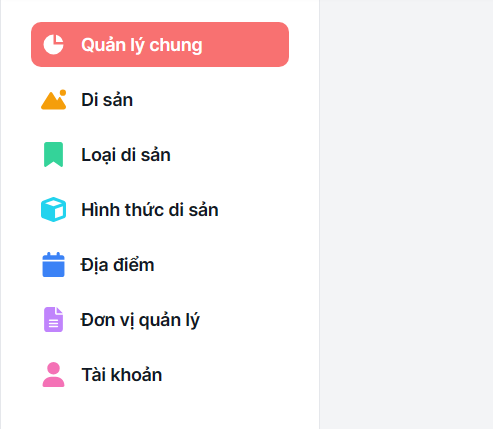 Quản lý chung
Di sản
Loại di sản
Hình thức di sản
Địa điểm
Đơn vị quản lý
Tài khoản